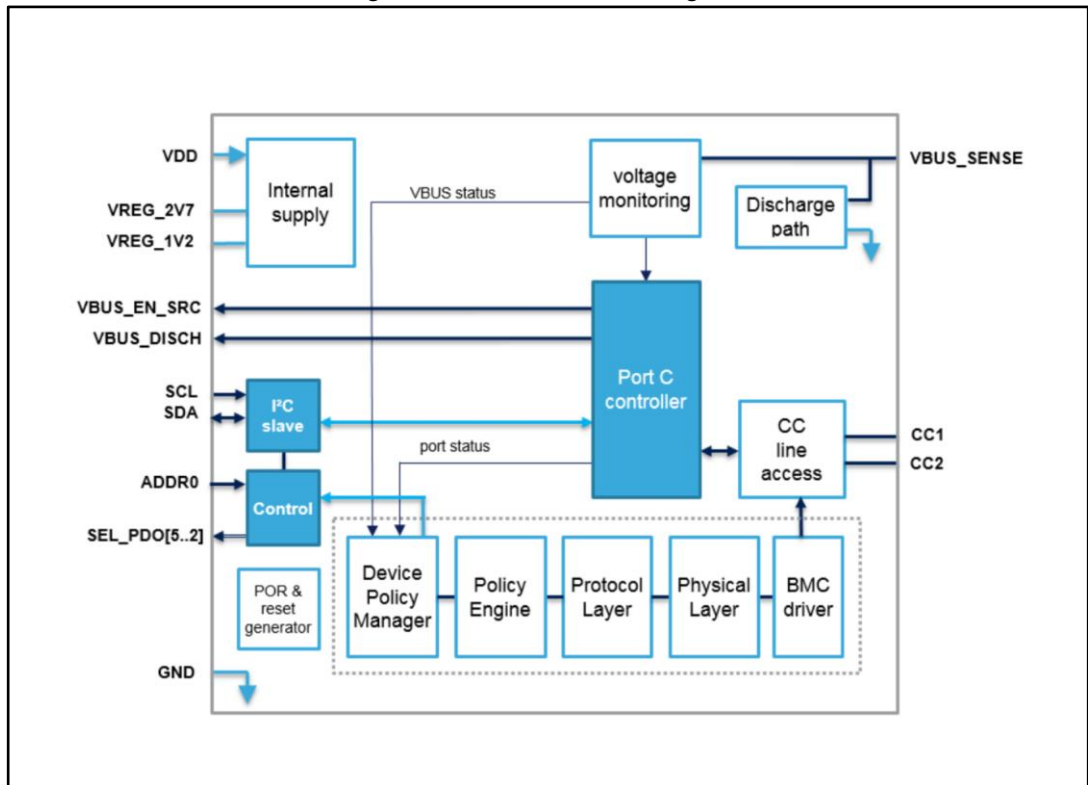 VDD
VREG_2V7
VREG_1V2
Internal
supply
VBUS status
voltage
monitoring
Discharge
path
VBUS_SENSE
VBUS_EN_SRC
VBUS_DISCH
Port C
controller
SCL
SDA
I²C
slave
port status
CC
line
access
CC1
CC2
ADDR0
Control
SEL_PDO[5..2]
POR &
reset
generator
Device
Policy
Manager
Policy
Engine
Protocol
Layer
Physical
Layer
BMC
driver
GND